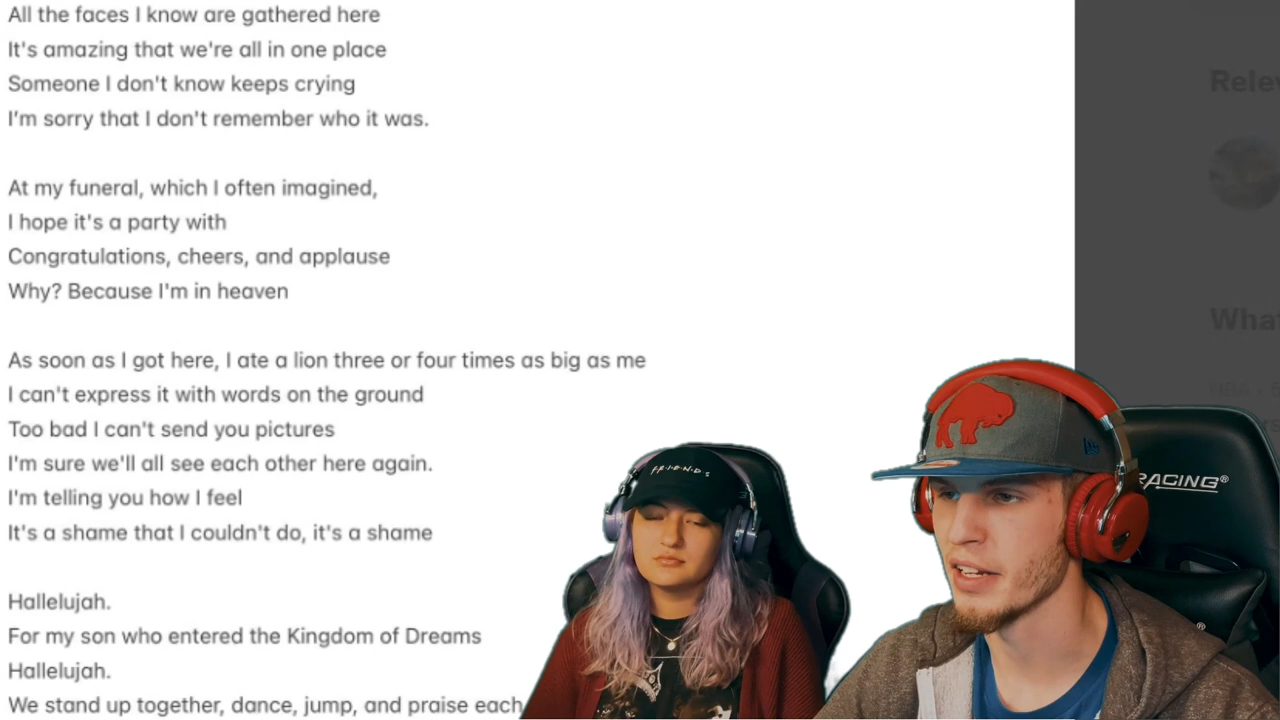 All the faces I know are gathered here
It's amazing that we're all in one place
Someone I don't know keeps crying
I'm sorry that I don't remember who it was.
At my funeral, which I often imagined,
I hope it's a party with
Congratulations, cheers, and applause
Why? Because I'm in heaven
As soon as I got here, I ate a lion three or four times as big as me
I can't express it with words on the ground
Too bad I can't send you pictures
I'm sure we'll all see each other here again.
I'm telling you how I feel
It's a shame that I couldn't do, it's a shame
Hallelujah.
For my son who entered the Kingdom of Dreams
Hallelujah.
We stand up together, dance, jump, and praise each
F·R·I·E·N·D·S
RACING®
®